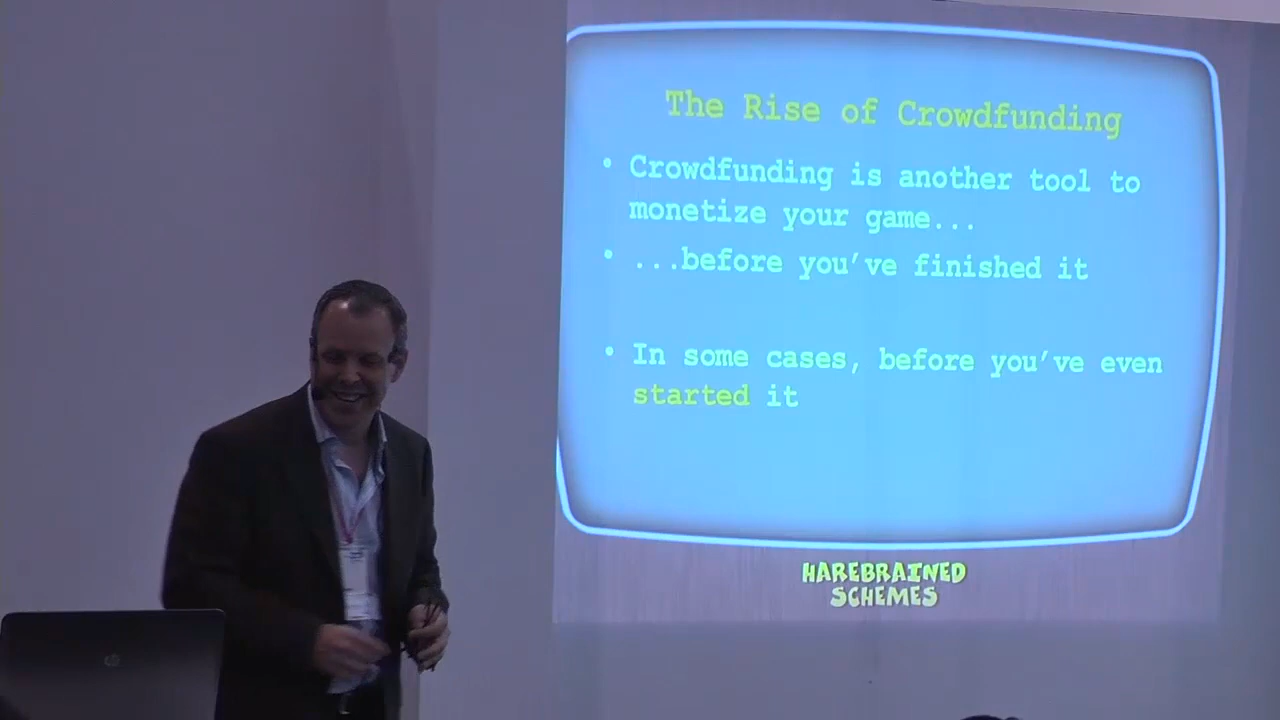 The Rise of Crowdfunding
• Crowdfunding is another tool to
monetize your game...
• ...before you've finished it
• In some cases, before you've even
started it
HAREBRAINED
SCHEMES
hp